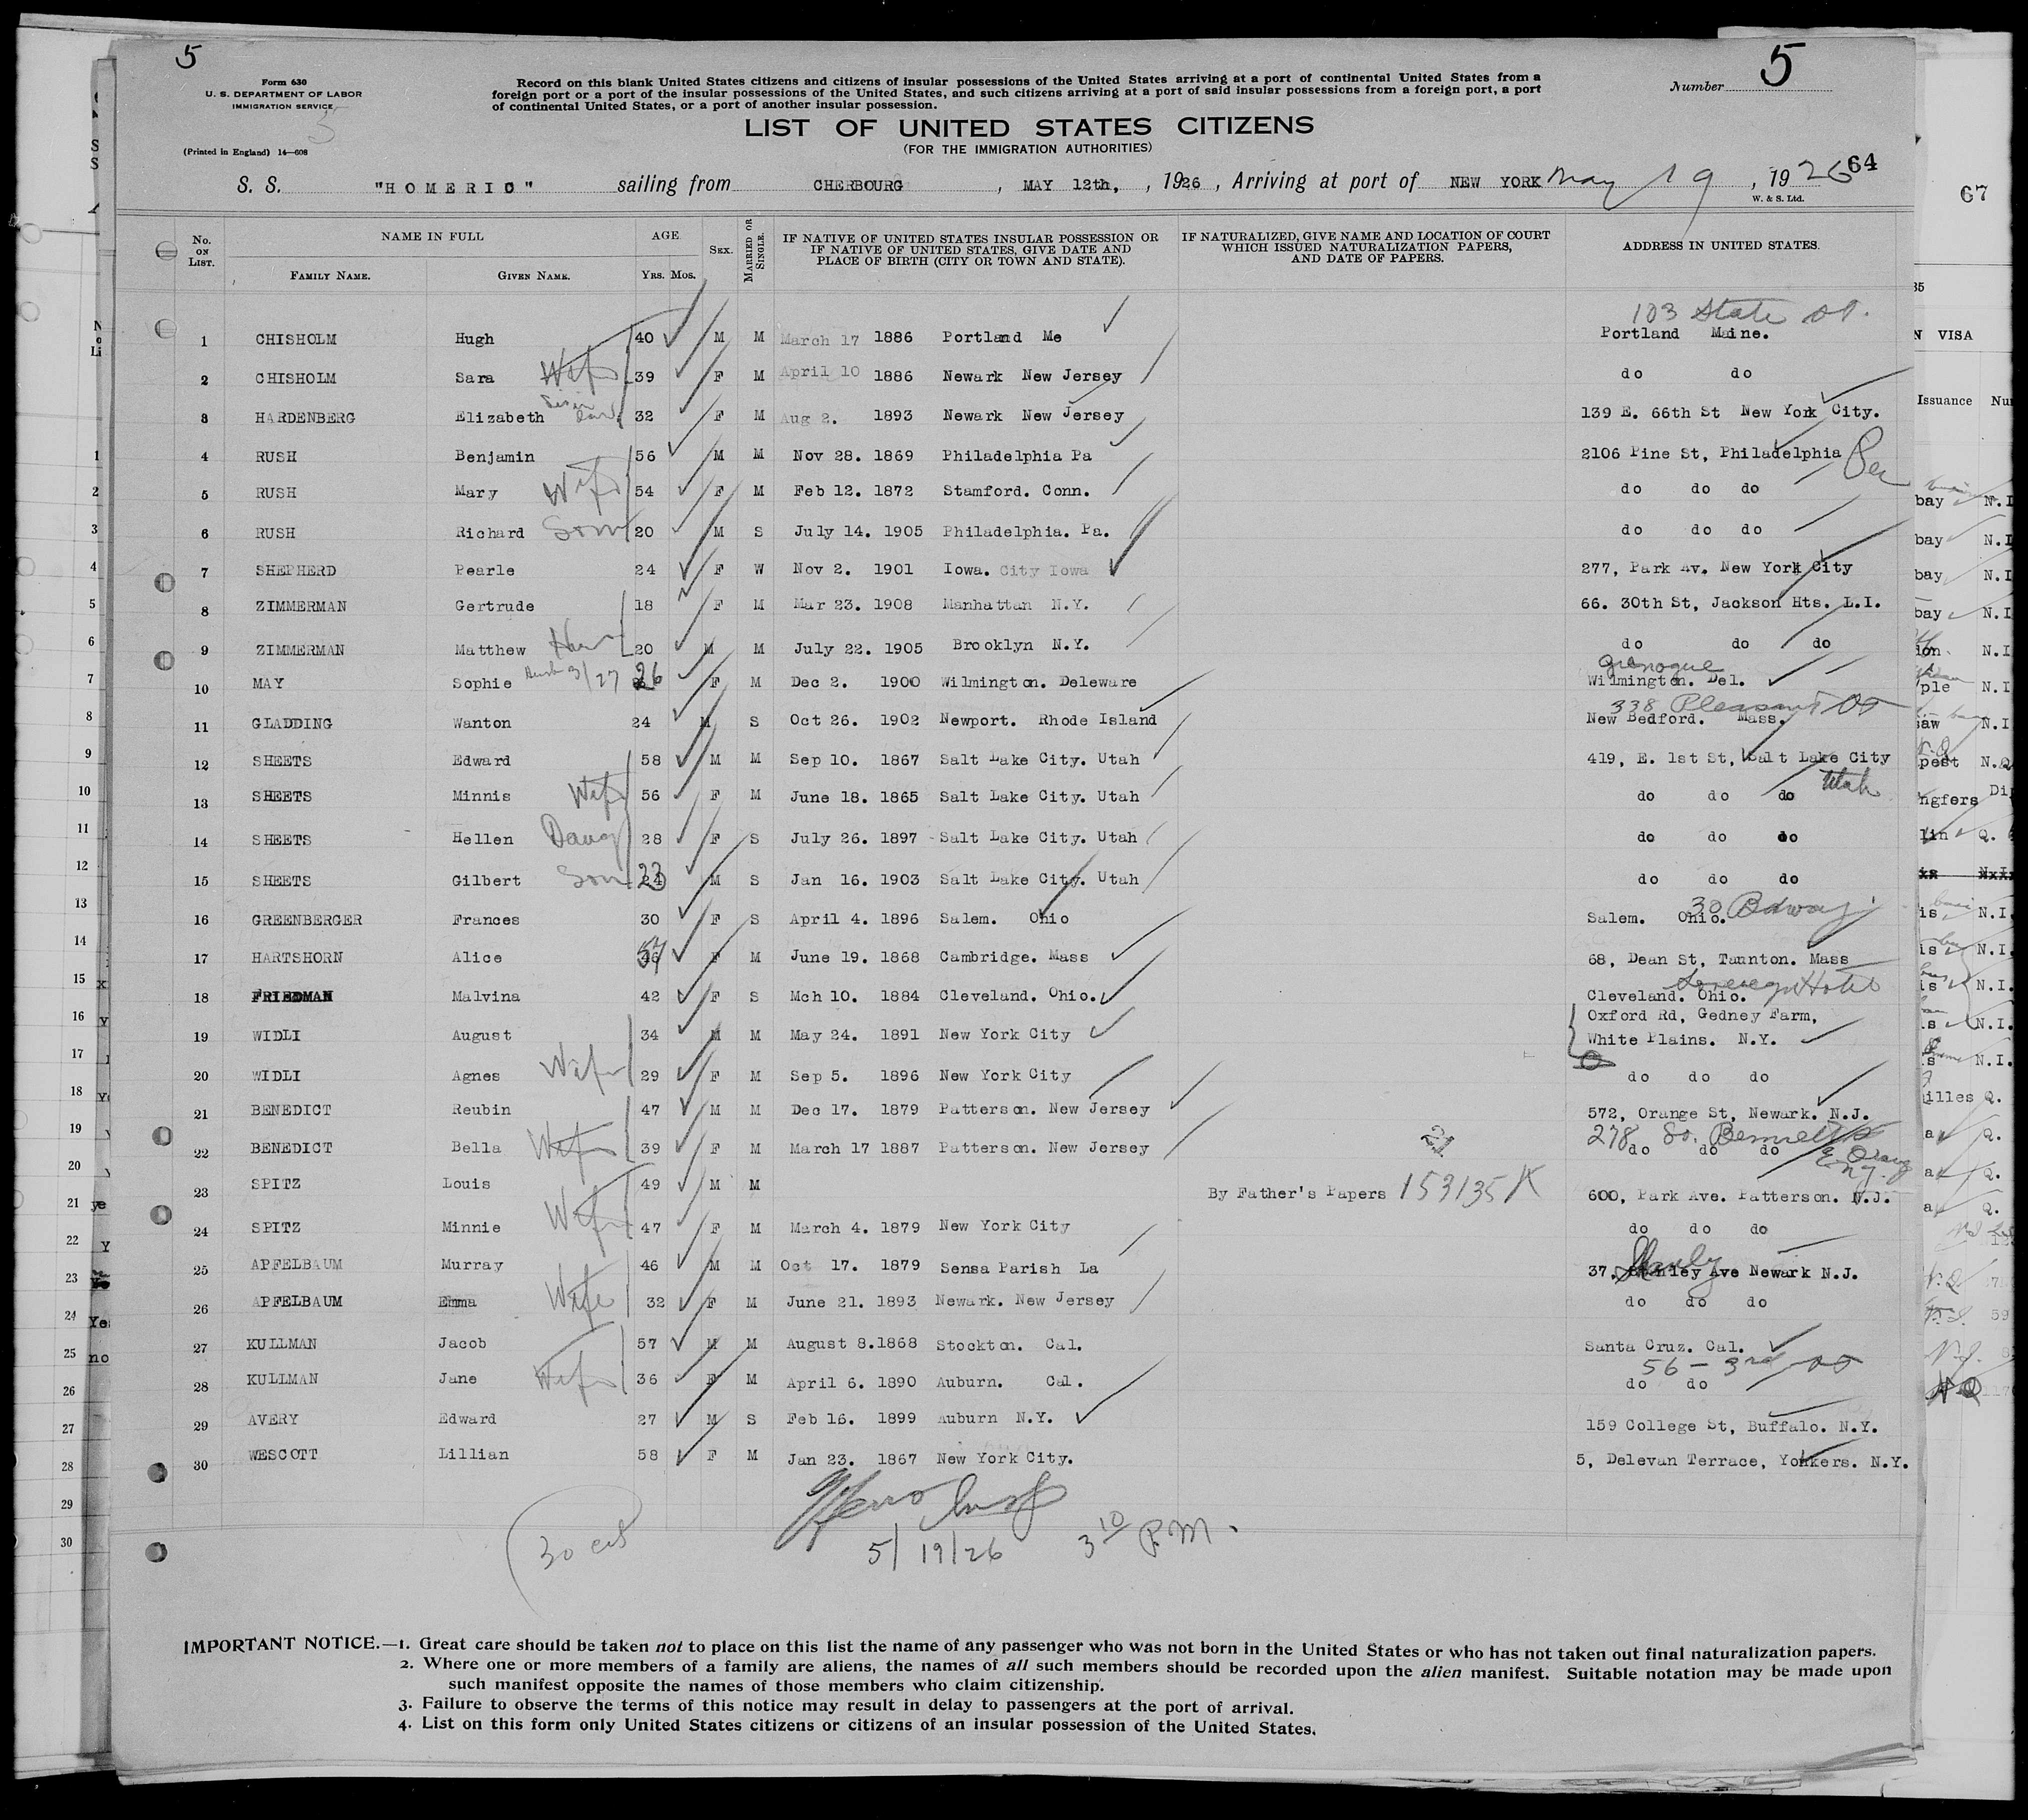 5
Form 630
U. S. DEPARTMENT OF LABOR
IMMIGRATION SERVICE
5
(Printed in England) 14—608
Record on this blank United States citizens and citizens of insular possessions of the United States arriving at a port of continental United States from a
foreign port or a port of the insular possessions of the United States, and such citizens arriving at a port of said insular possessions from a foreign port, a port
of continental United States, or a port of another insular possession.
Number 5
LIST OF UNITED STATES CITIZENS
(FOR THE IMMIGRATION AUTHORITIES)
S. S. "HOMERIC" sailing from CHERBOURG, MAY 12th, , 1926, Arriving at port of NEW YORK May 19, 1926 64
W. & S. Ltd.
No. ON LIST. NAME IN FULL AGE SEX. MARRIED OR SINGLE. IF NATIVE OF UNITED STATES INSULAR POSSESSION OR IF NATIVE OF UNITED STATES, GIVE DATE AND PLACE OF BIRTH (CITY OR TOWN AND STATE). IF NATURALIZED, GIVE NAME AND LOCATION OF COURT WHICH ISSUED NATURALIZATION PAPERS, AND DATE OF PAPERS. ADDRESS IN UNITED STATES.
FAMILY NAME. GIVEN NAME. YRS. MOS.
103 State St.
1 CHISHOLM Hugh 40 M M March 17 1886 Portland Me Portland Maine.
2 CHISHOLM Sara Wife 39 F M April 10 1886 Newark New Jersey do do
3 HARDENBERG Elizabeth 32 F M Aug 2. 1893 Newark New Jersey 139 E. 66th St New York City.
4 RUSH Benjamin 56 M M Nov 28. 1869 Philadelphia Pa 2106 Pine St, Philadelphia Pa
5 RUSH Mary Wife 54 F M Feb 12. 1872 Stamford. Conn. do do do
6 RUSH Richard Son 20 M S July 14. 1905 Philadelphia. Pa. do do do
7 SHEPHERD Pearle 24 F W Nov 2. 1901 Iowa. City Iowa 277, Park Av. New York City
8 ZIMMERMAN Gertrude 18 F M Mar 23. 1908 Manhattan N.Y. 66. 30th St, Jackson Hts. L.I.
9 ZIMMERMAN Matthew 20 M M July 22. 1905 Brooklyn N.Y. do do do
10 MAY Sophie 26 F M Dec 2. 1900 Wilmington. Deleware Wilmington. Del.
338 Pleasant St
11 GLADDING Wanton 24 M S Oct 26. 1902 Newport. Rhode Island New Bedford. Mass.
12 SHEETS Edward 58 M M Sep 10. 1867 Salt Lake City. Utah 419, E. 1st St, Salt Lake City
Utah
13 SHEETS Minnis Wife 56 F M June 18. 1865 Salt Lake City. Utah do do do
14 SHEETS Hellen Daug 28 F S July 26. 1897 Salt Lake City. Utah do do do
15 SHEETS Gilbert Son 23 M S Jan 16. 1903 Salt Lake City. Utah do do do
30 Bdway
16 GREENBERGER Frances 30 F S April 4. 1896 Salem. Ohio Salem. Ohio.
17 HARTSHORN Alice 57 F M June 19. 1868 Cambridge. Mass 68, Dean St, Taunton. Mass
Hotel
18 FRIEDMAN Malvina 42 F S Mch 10. 1884 Cleveland. Ohio. Cleveland. Ohio.
Oxford Rd, Gedney Farm,
19 WIDLI August 34 M M May 24. 1891 New York City White Plains. N.Y.
20 WIDLI Agnes Wife 29 F M Sep 5. 1896 New York City do do do
21 BENEDICT Reubin 47 M M Dec 17. 1879 Patterson. New Jersey 572, Orange St, Newark. N.J.
278 So.
22 BENEDICT Bella Wife 39 F M March 17 1887 Patterson. New Jersey do do do
E Orang N.J.
23 SPITZ Louis 49 M M By Father's Papers 153135 K 600, Park Ave. Patterson. N.J.
24 SPITZ Minnie Wife 47 F M March 4. 1879 New York City do do do
25 APFELBAUM Murray 46 M M Oct 17. 1879 Sensa Parish La 37, Stanley Ave Newark N.J.
26 APFELBAUM Emma Wife 32 F M June 21. 1893 Newark. New Jersey do do do
27 KULLMAN Jacob 57 M M August 8.1868 Stockton. Cal. Santa Cruz. Cal.
56 - 3rd St
28 KULLMAN Jane Wife 36 F M April 6. 1890 Auburn. Cal. do do
29 AVERY Edward 27 M S Feb 16. 1899 Auburn N.Y. 159 College St, Buffalo. N.Y.
30 WESCOTT Lillian 58 F M Jan 23. 1867 New York City. 5, Delevan Terrace, Yonkers. N.Y.
30 cit
5/19/26 3 10 P.M.
IMPORTANT NOTICE.—1. Great care should be taken not to place on this list the name of any passenger who was not born in the United States or who has not taken out final naturalization papers.
2. Where one or more members of a family are aliens, the names of all such members should be recorded upon the alien manifest. Suitable notation may be made upon
such manifest opposite the names of those members who claim citizenship.
3. Failure to observe the terms of this notice may result in delay to passengers at the port of arrival.
4. List on this form only United States citizens or citizens of an insular possession of the United States.
67